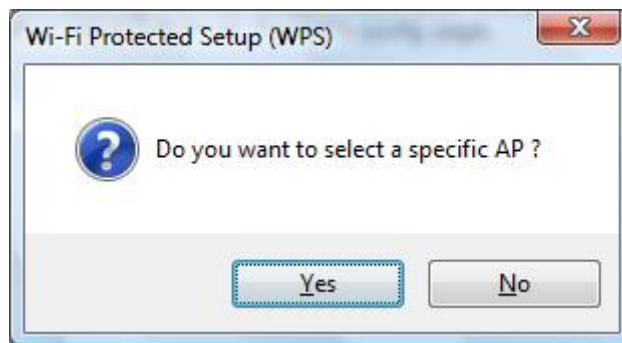 Wi-Fi Protected Setup (WPS)
Do you want to select a specific AP ?
Yes
No